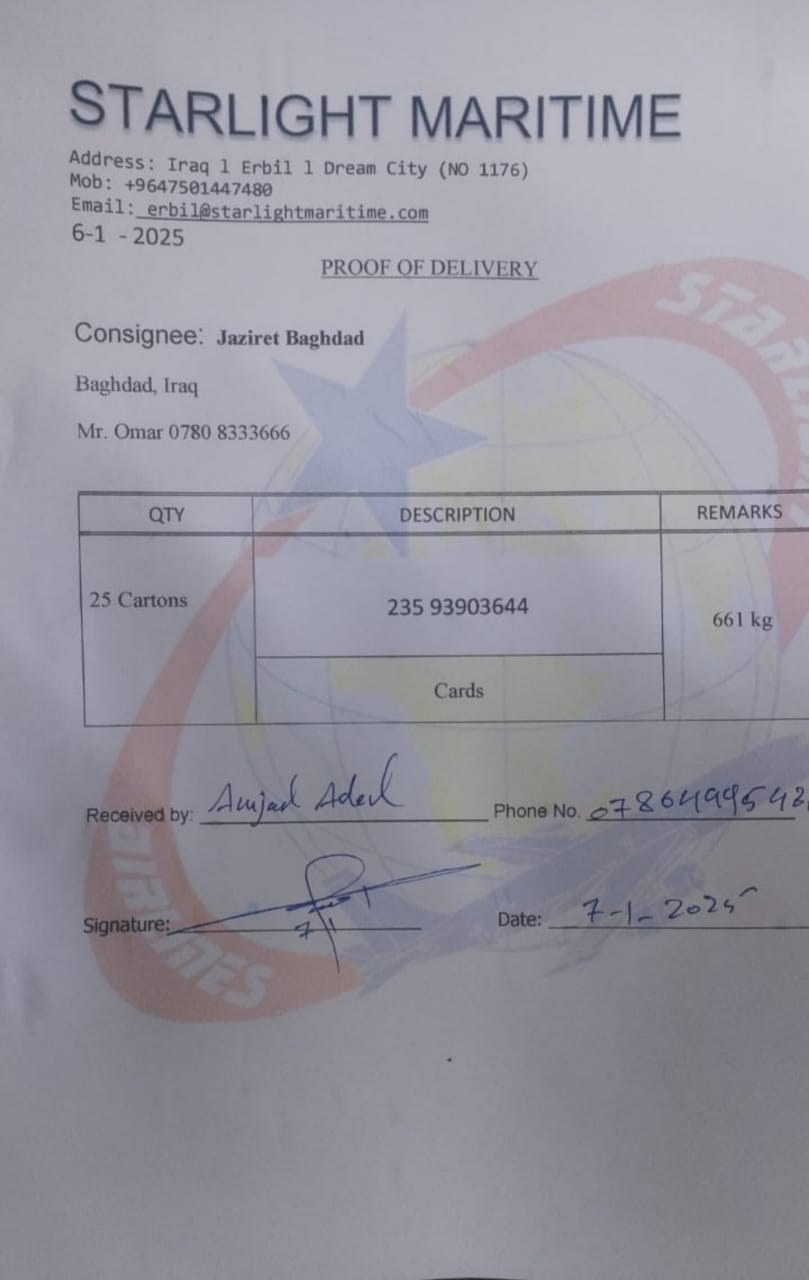 STARLIGHT MARITIME
Address: Iraq l Erbil l Dream City (NO 1176)
Mob: +9647501447480
Email: erbil@starlightmaritime.com
6-1 - 2025
PROOF OF DELIVERY
Consignee: Jaziret Baghdad
Baghdad, Iraq
Mr. Omar 0780 8333666
QTY DESCRIPTION REMARKS
25 Cartons 235 93903644 661 kg
Cards
Received by: Amjad Adel Phone No.
Signature: Date: 7-1-2025
AIRLINES